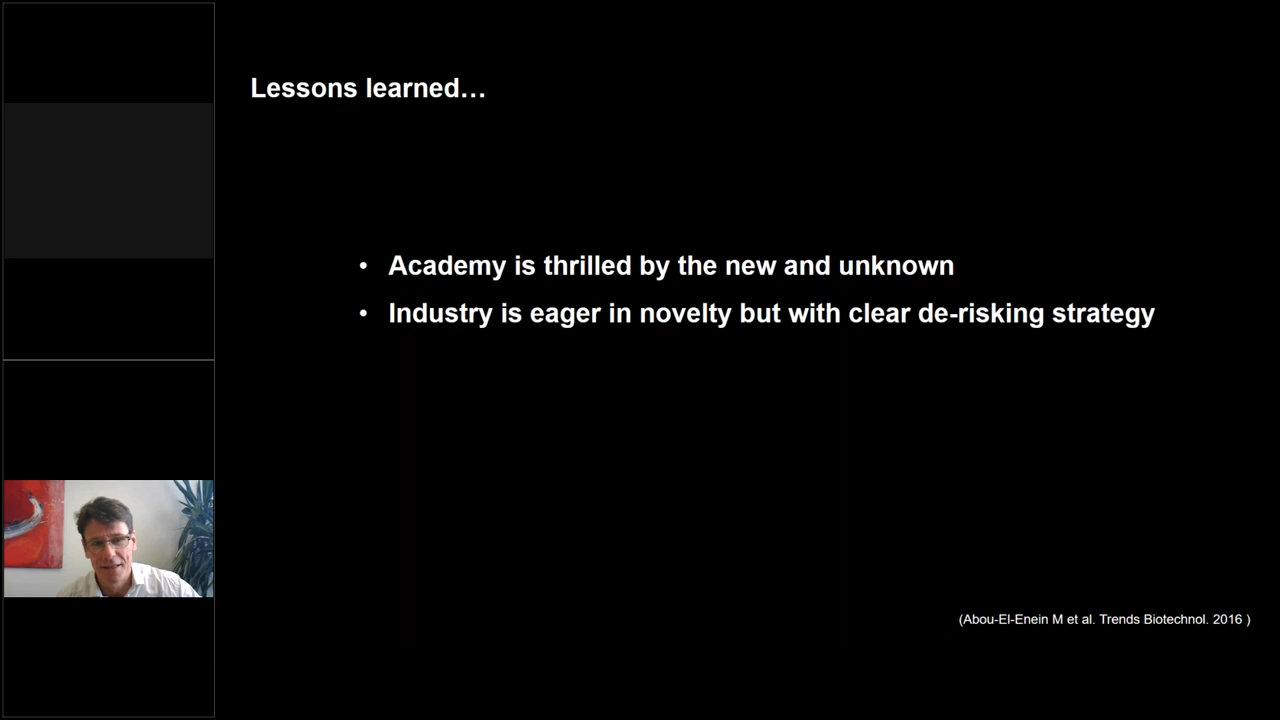 Lessons learned…
• Academy is thrilled by the new and unknown
• Industry is eager in novelty but with clear de-risking strategy
(Abou-El-Enein M et al. Trends Biotechnol. 2016 )